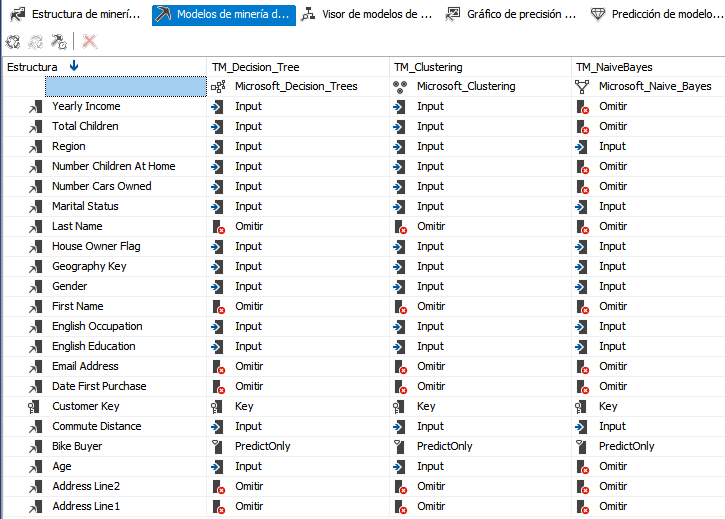 Estructura de minerí... Modelos de minería d... Visor de modelos de ... Gráfico de precisión ... Predicción de modelo...
Estructura TM_Decision_Tree TM_Clustering TM_NaiveBayes
Microsoft_Decision_Trees Microsoft_Clustering Microsoft_Naive_Bayes
Yearly Income Input Input Omitir
Total Children Input Input Omitir
Region Input Input Input
Number Children At Home Input Input Omitir
Number Cars Owned Input Input Omitir
Marital Status Input Input Input
Last Name Omitir Omitir Omitir
House Owner Flag Input Input Input
Geography Key Input Input Input
Gender Input Input Input
First Name Omitir Omitir Omitir
English Occupation Input Input Input
English Education Input Input Input
Email Address Omitir Omitir Omitir
Date First Purchase Omitir Omitir Omitir
Customer Key Key Key Key
Commute Distance Input Input Input
Bike Buyer PredictOnly PredictOnly PredictOnly
Age Input Input Omitir
Address Line2 Omitir Omitir Omitir
Address Line1 Omitir Omitir Omitir